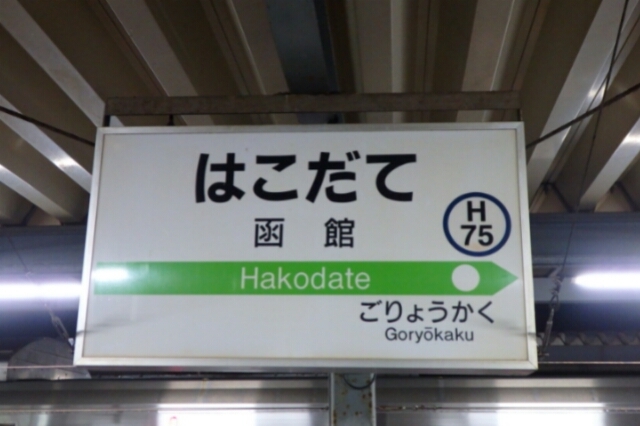 はこだて
函館
H
75
Hakodate
ごりょうかく
Goryōkaku